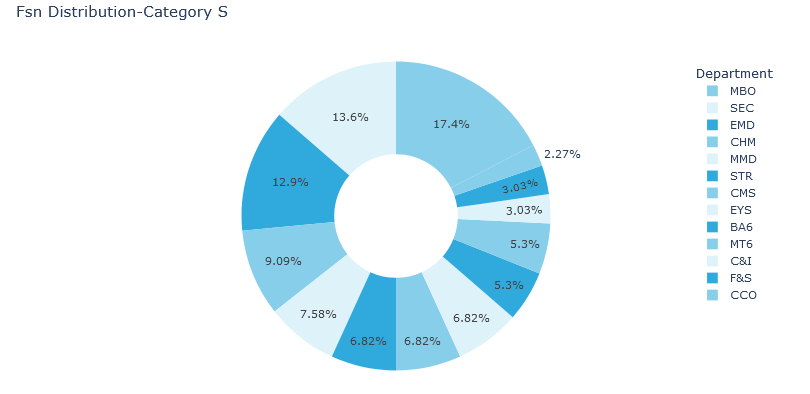 Fsn Distribution-Category S
Department
MBO
SEC
EMD
CHM
MMD
STR
CMS
EYS
BA6
MT6
C&I
F&S
CCO
17.4%
13.6%
12.9%
9.09%
7.58%
6.82%
6.82%
6.82%
5.3%
5.3%
3.03%
3.03%
2.27%